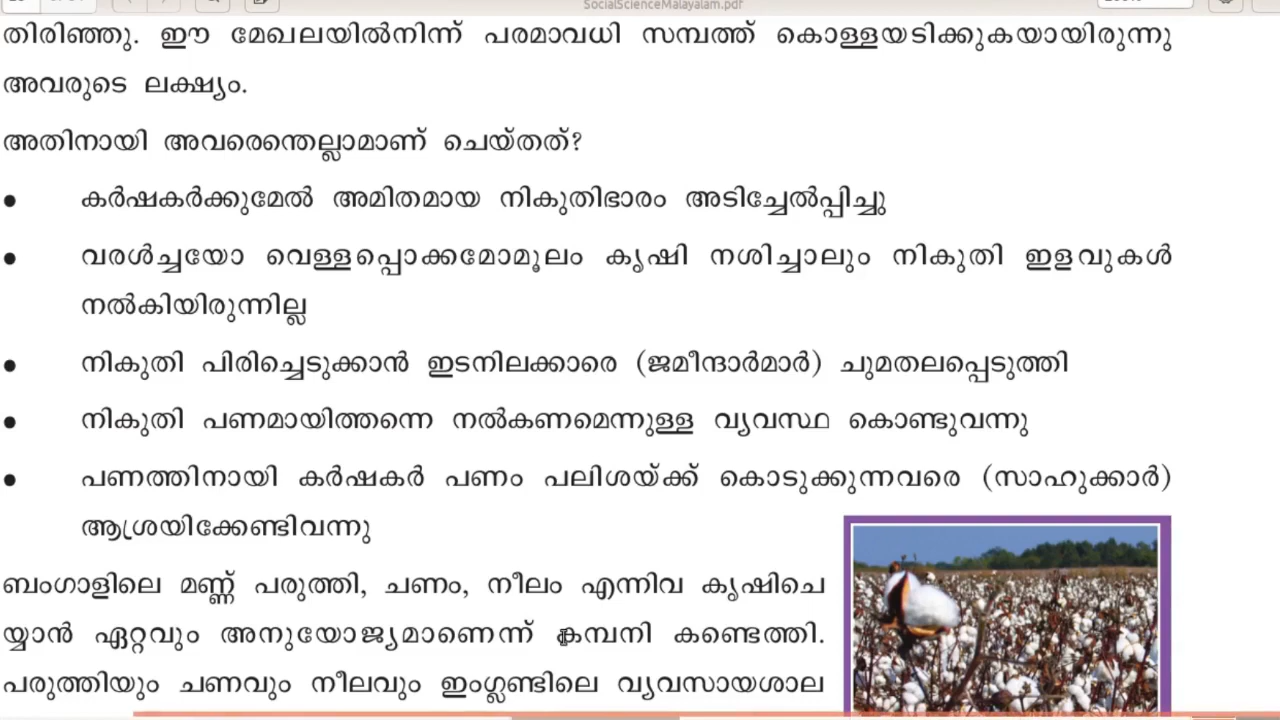 SocialScienceMalayalam.pdf
തിരിഞ്ഞു. ഈ മേഖലയിൽനിന്ന് പരമാവധി സമ്പത്ത് കൊള്ളയടിക്കുകയായിരുന്നു
അവരുടെ ലക്ഷ്യം.
അതിനായി അവരെന്തെല്ലാമാണ് ചെയ്തത്?
● കർഷകർക്കുമേൽ അമിതമായ നികുതിഭാരം അടിച്ചേൽപ്പിച്ചു
● വരൾച്ചയോ വെള്ളപ്പൊക്കമോമൂലം കൃഷി നശിച്ചാലും നികുതി ഇളവുകൾ
നൽകിയിരുന്നില്ല
● നികുതി പിരിച്ചെടുക്കാൻ ഇടനിലക്കാരെ (ജമീന്ദാർമാർ) ചുമതലപ്പെടുത്തി
● നികുതി പണമായിത്തന്നെ നൽകണമെന്നുള്ള വ്യവസ്ഥ കൊണ്ടുവന്നു
● പണത്തിനായി കർഷകർ പണം പലിശയ്ക്ക് കൊടുക്കുന്നവരെ (സാഹുക്കാർ)
ആശ്രയിക്കേണ്ടിവന്നു
ബംഗാളിലെ മണ്ണ് പരുത്തി, ചണം, നീലം എന്നിവ കൃഷിചെ
യ്യാൻ ഏറ്റവും അനുയോജ്യമാണെന്ന് കമ്പനി കണ്ടെത്തി.
പരുത്തിയും ചണവും നീലവും ഇംഗ്ലണ്ടിലെ വ്യവസായശാല